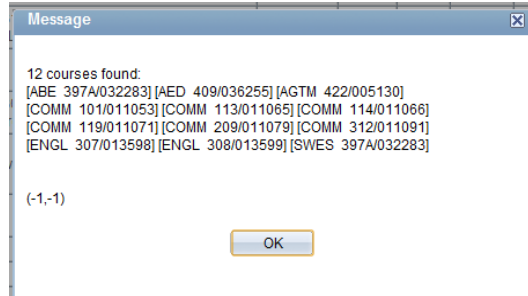 Message
12 courses found:
[ABE 397A/032283] [AED 409/036255] [AGTM 422/005130]
[COMM 101/011053] [COMM 113/011065] [COMM 114/011066]
[COMM 119/011071] [COMM 209/011079] [COMM 312/011091]
[ENGL 307/013598] [ENGL 308/013599] [SWES 397A/032283]
(-1,-1)
OK